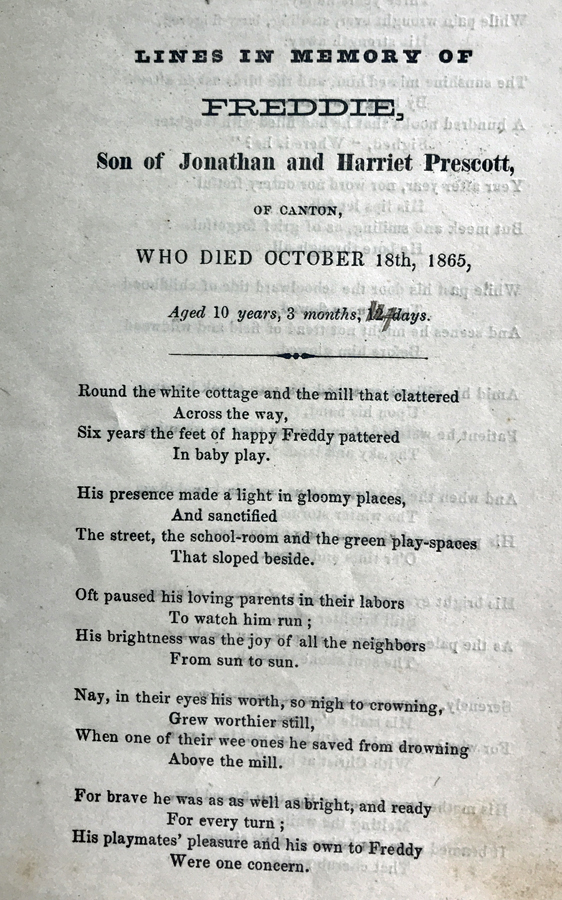 LINES IN MEMORY OF
FREDDIE,
Son of Jonathan and Harriet Prescott,
OF CANTON,
WHO DIED OCTOBER 18th, 1865,
Aged 10 years, 3 months, days.
Round the white cottage and the mill that clattered
Across the way,
Six years the feet of happy Freddy pattered
In baby play.
His presence made a light in gloomy places,
And sanctified
The street, the school-room and the green play-spaces
That sloped beside.
Oft paused his loving parents in their labors
To watch him run ;
His brightness was the joy of all the neighbors
From sun to sun.
Nay, in their eyes his worth, so nigh to crowning,
Grew worthier still,
When one of their wee ones he saved from drowning
Above the mill.
For brave he was as as well as bright, and ready
For every turn ;
His playmates' pleasure and his own to Freddy
Were one concern.